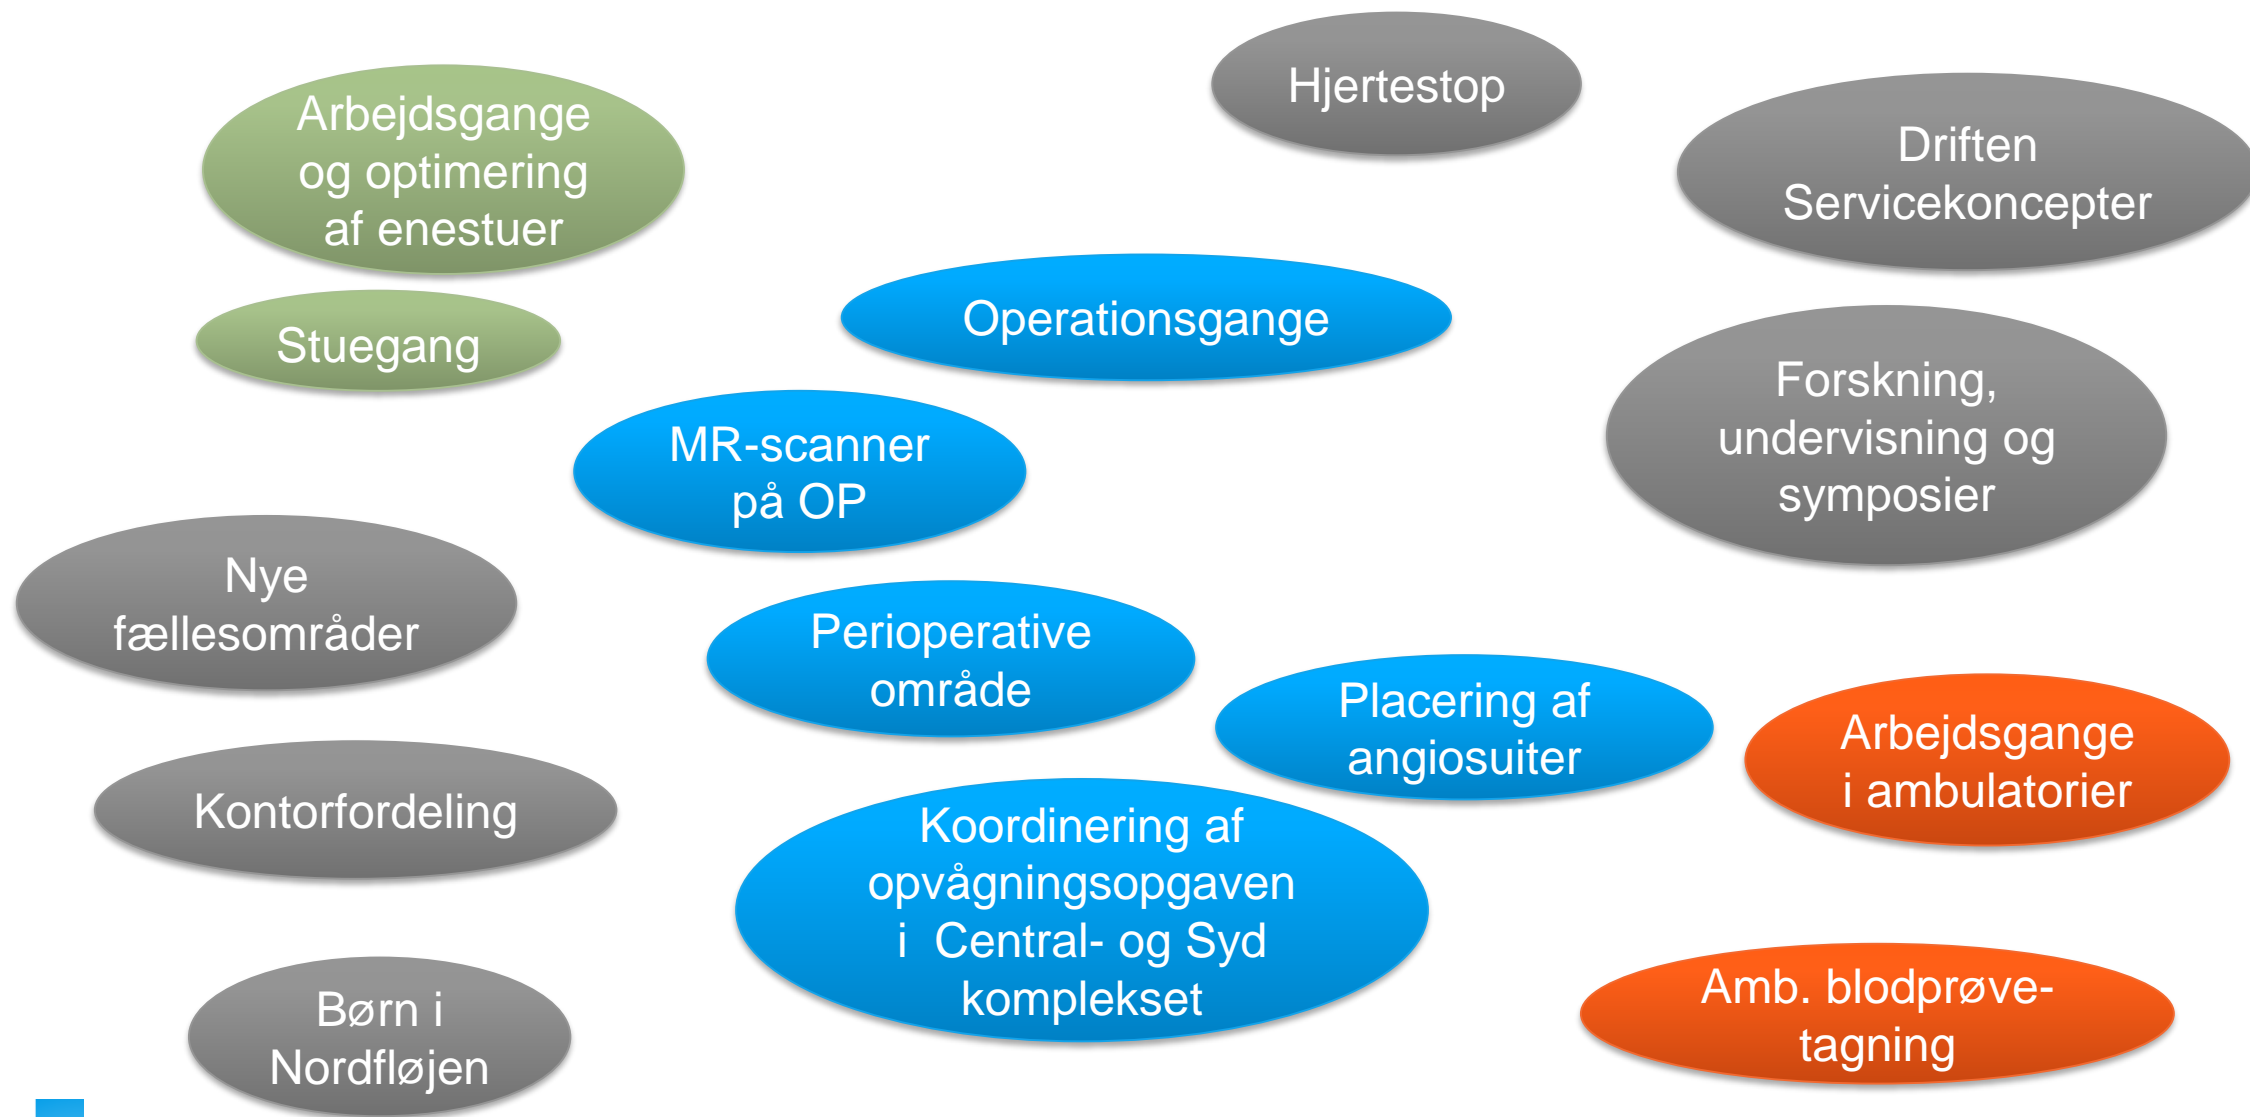 Hjertestop
Arbejdsgange
og optimering
af enestuer
Driften
Servicekoncepter
Operationsgange
Stuegang
Forskning,
undervisning og
symposier
MR-scanner
på OP
Nye
fællesområder
Perioperative
område
Placering af
angiosuiter
Arbejdsgange
i ambulatorier
Kontorfordeling
Koordinering af
opvågningsopgaven
i  Central- og Syd
komplekset
Børn i
Nordfløjen
Amb. blodprøve-
tagning